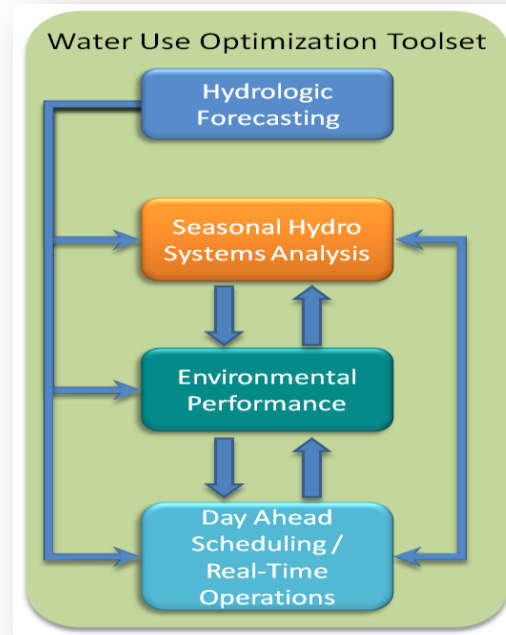 Water Use Optimization Toolset
Hydrologic
Forecasting
Seasonal Hydro
Systems Analysis
Environmental
Performance
Day Ahead
Scheduling /
Real-Time
Operations